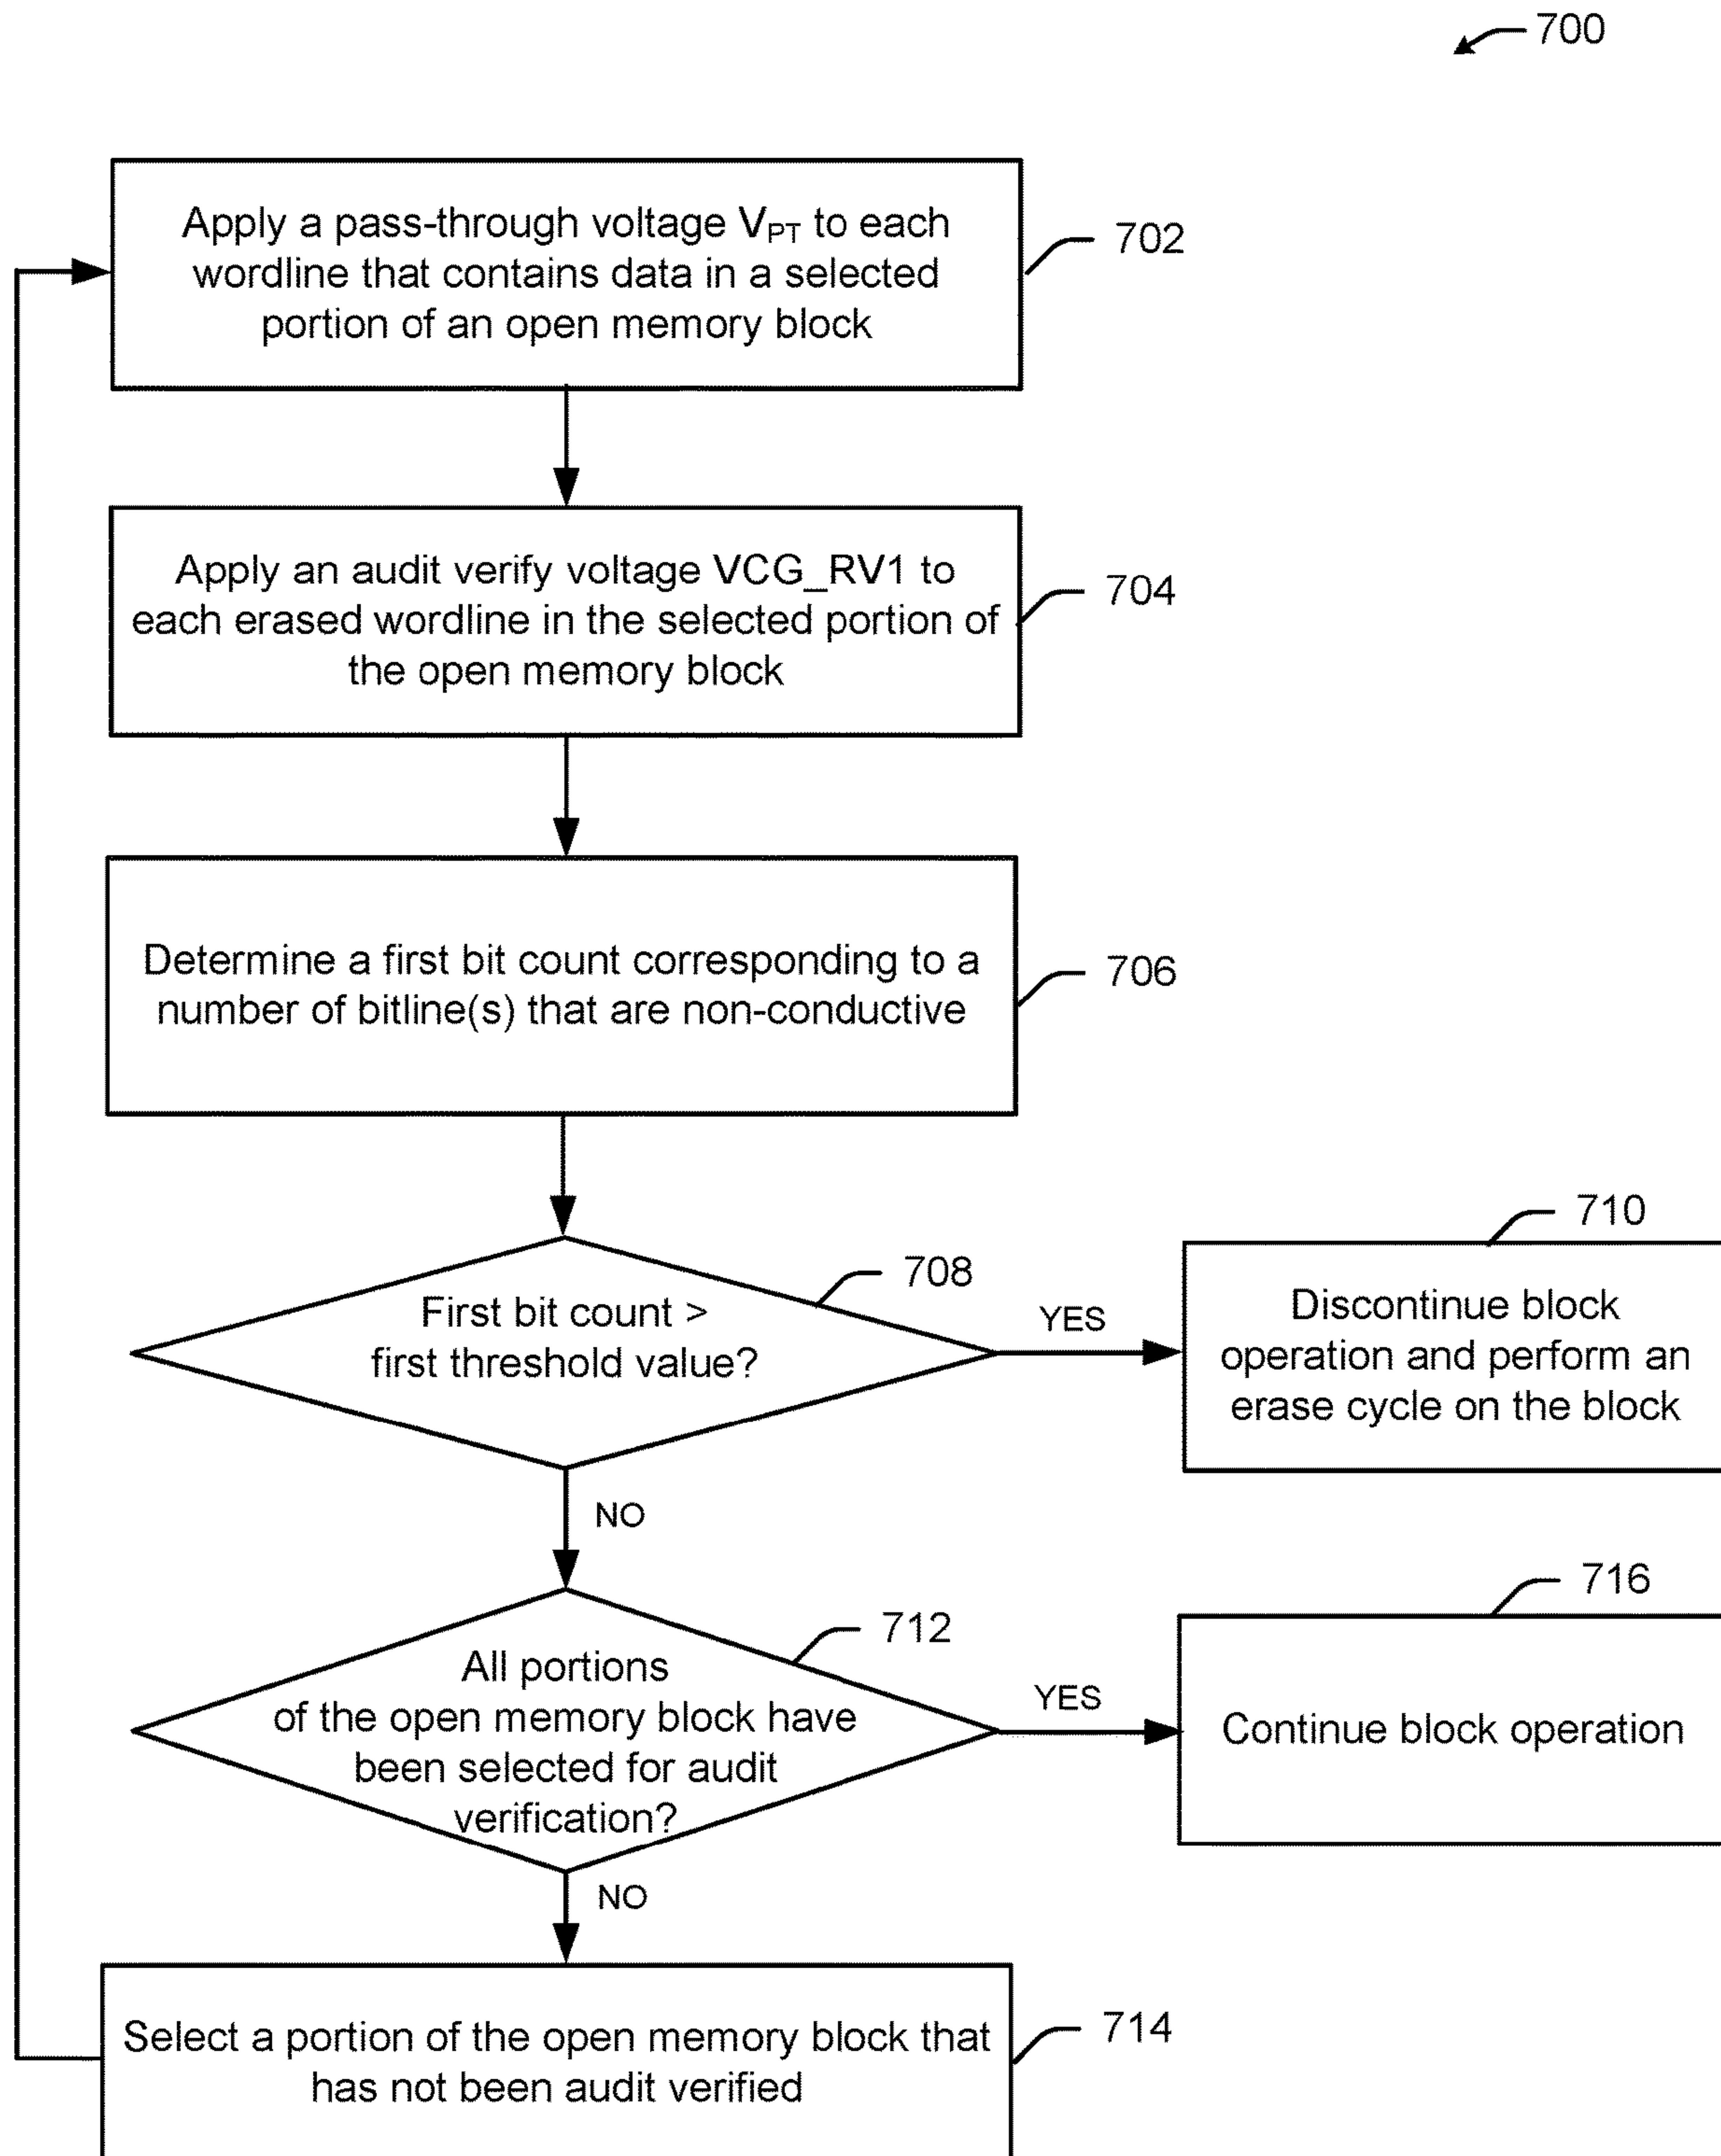 700
Apply a pass-through voltage VPT to each
wordline that contains data in a selected
portion of an open memory block
702
Apply an audit verify voltage VCG_RV1 to
each erased wordline in the selected portion of
the open memory block
704
Determine a first bit count corresponding to a
number of bitline(s) that are non-conductive
706
First bit count >
first threshold value?
708
YES
710
Discontinue block
operation and perform an
erase cycle on the block
NO
All portions
of the open memory block have
been selected for audit
verification?
712
YES
716
Continue block operation
NO
Select a portion of the open memory block that
has not been audit verified
714